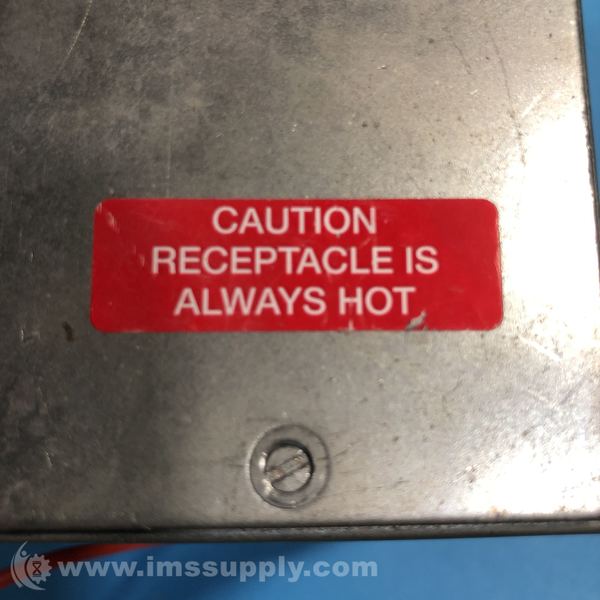 CAUTION
RECEPTACLE IS
ALWAYS HOT
www.imssupply.com